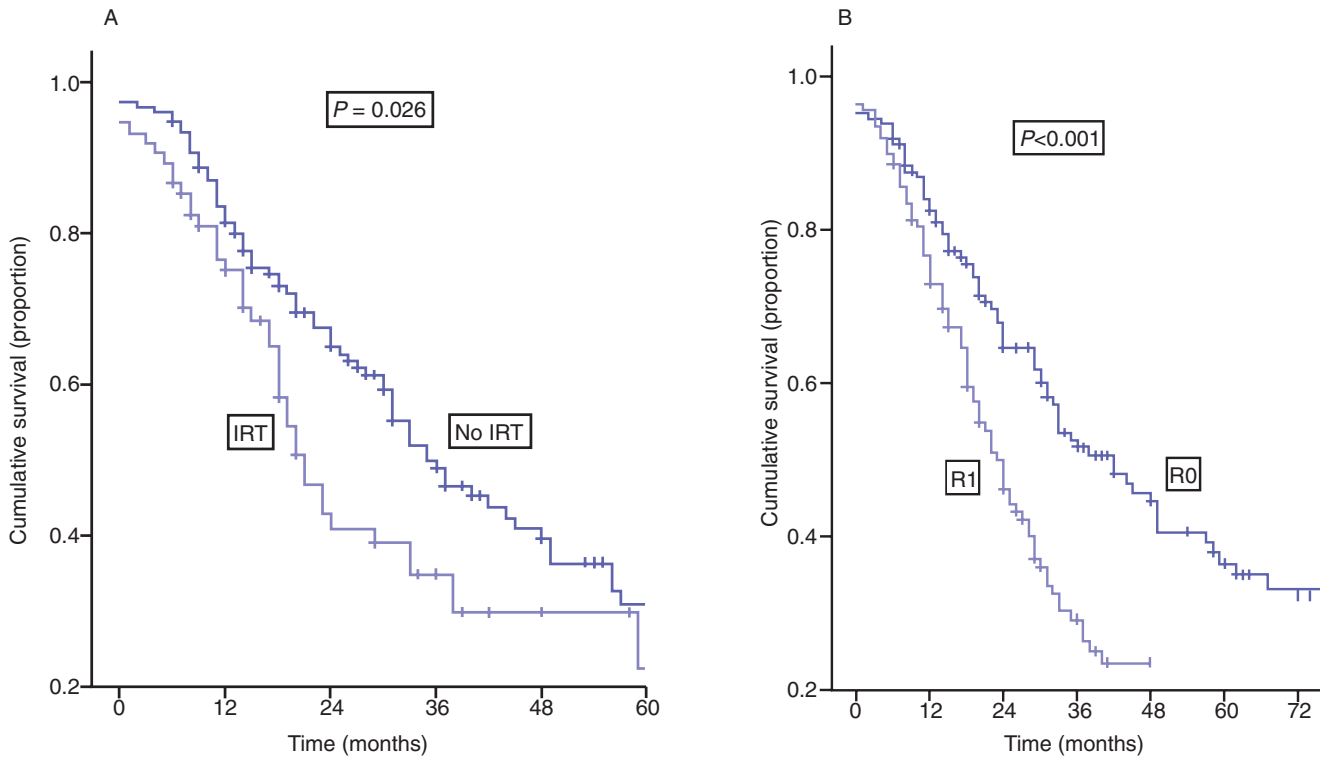 A
Cumulative survival (proportion)
1.0
0.8
0.6
0.4
0.2
P = 0.026
IRT
No IRT
0 12 24 36 48 60
Time (months)
B
Cumulative survival (proportion)
1.0
0.8
0.6
0.4
0.2
P<0.001
R1
R0
0 12 24 36 48 60 72
Time (months)